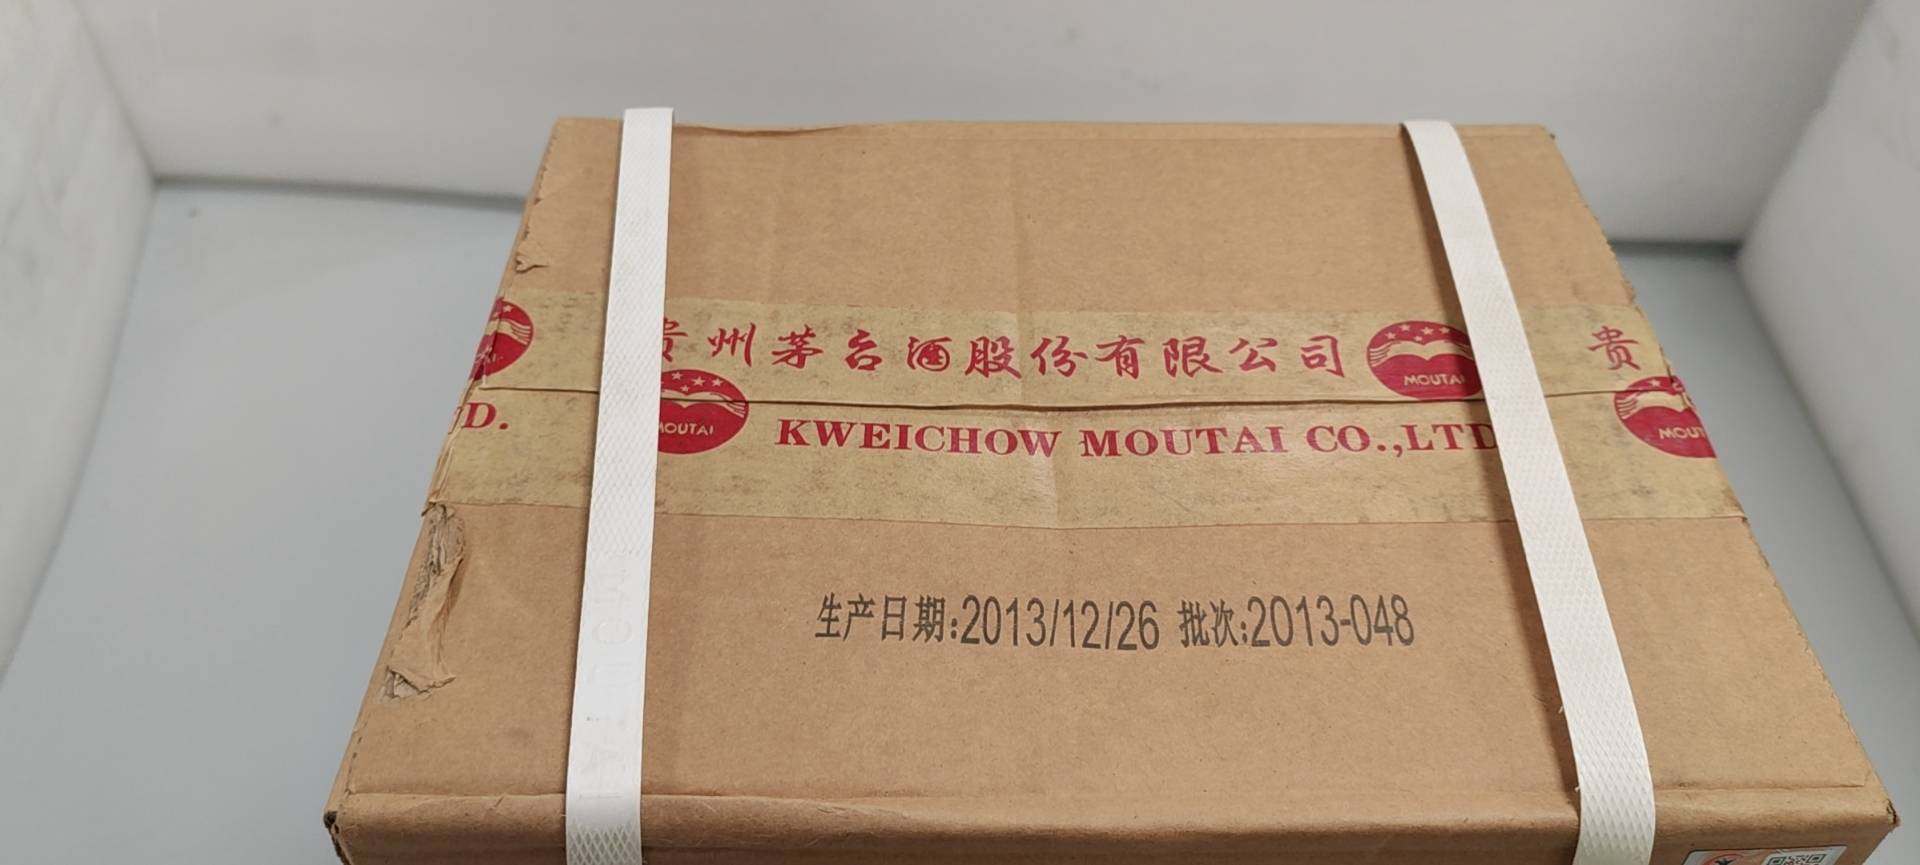 贵州茅台酒股份有限公司 MOUTAI 贵
D. MOUTAI KWEICHOW MOUTAI CO.,LTD MOUT
生产日期:2013/12/26 批次:2013-048
MOUTAI